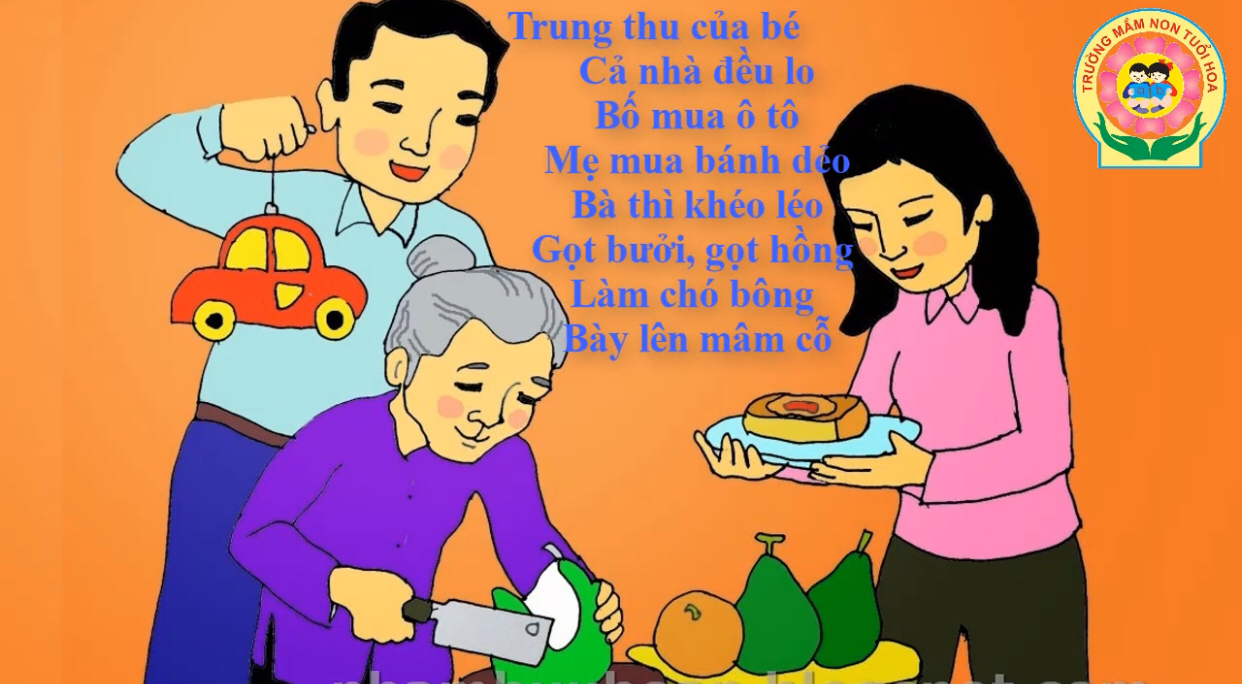 Trung thu của bé
Cả nhà đều lo
Bố mua ô tô
Mẹ mua bánh dẻo
Bà thì khéo léo
Gọt bưởi, gọt hồng
Làm chó bông
Bày lên mâm cỗ
TRƯỜNG MẦM NON TUỔI HOA